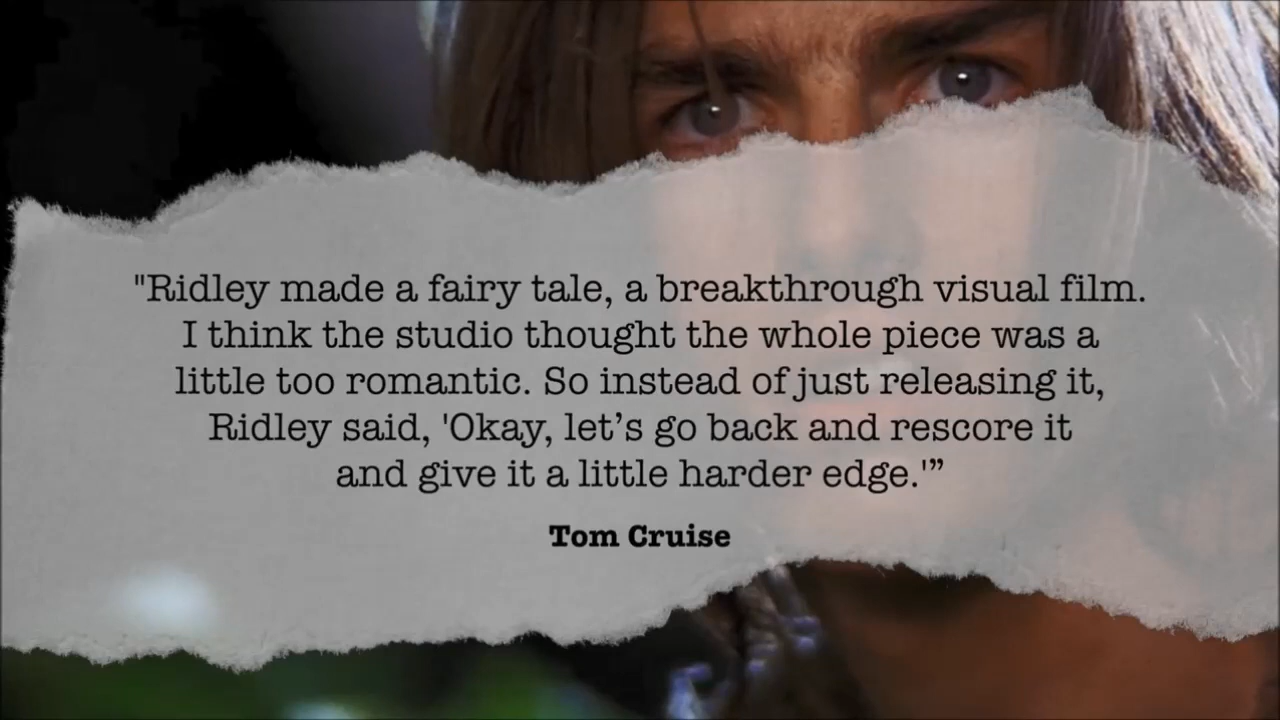 "Ridley made a fairy tale, a breakthrough visual film.
I think the studio thought the whole piece was a
little too romantic. So instead of just releasing it,
Ridley said, 'Okay, let’s go back and rescore it
and give it a little harder edge.'”
Tom Cruise